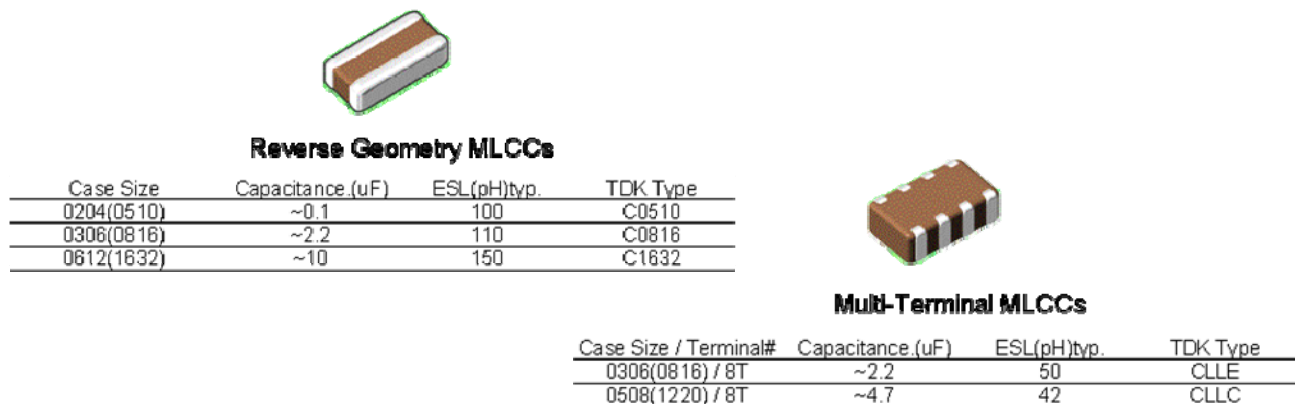 Reverse Geometry MLCCs
Case Size Capacitance.(uF) ESL(pH)typ. TDK Type
0204(0510) ~0.1 100 C0510
0306(0816) ~2.2 110 C0816
0612(1632) ~10 150 C1632
Multi-Terminal MLCCs
Case Size / Terminal# Capacitance.(uF) ESL(pH)typ. TDK Type
0306(0816) / 8T ~2.2 50 CLLE
0508(1220) / 8T ~4.7 42 CLLC